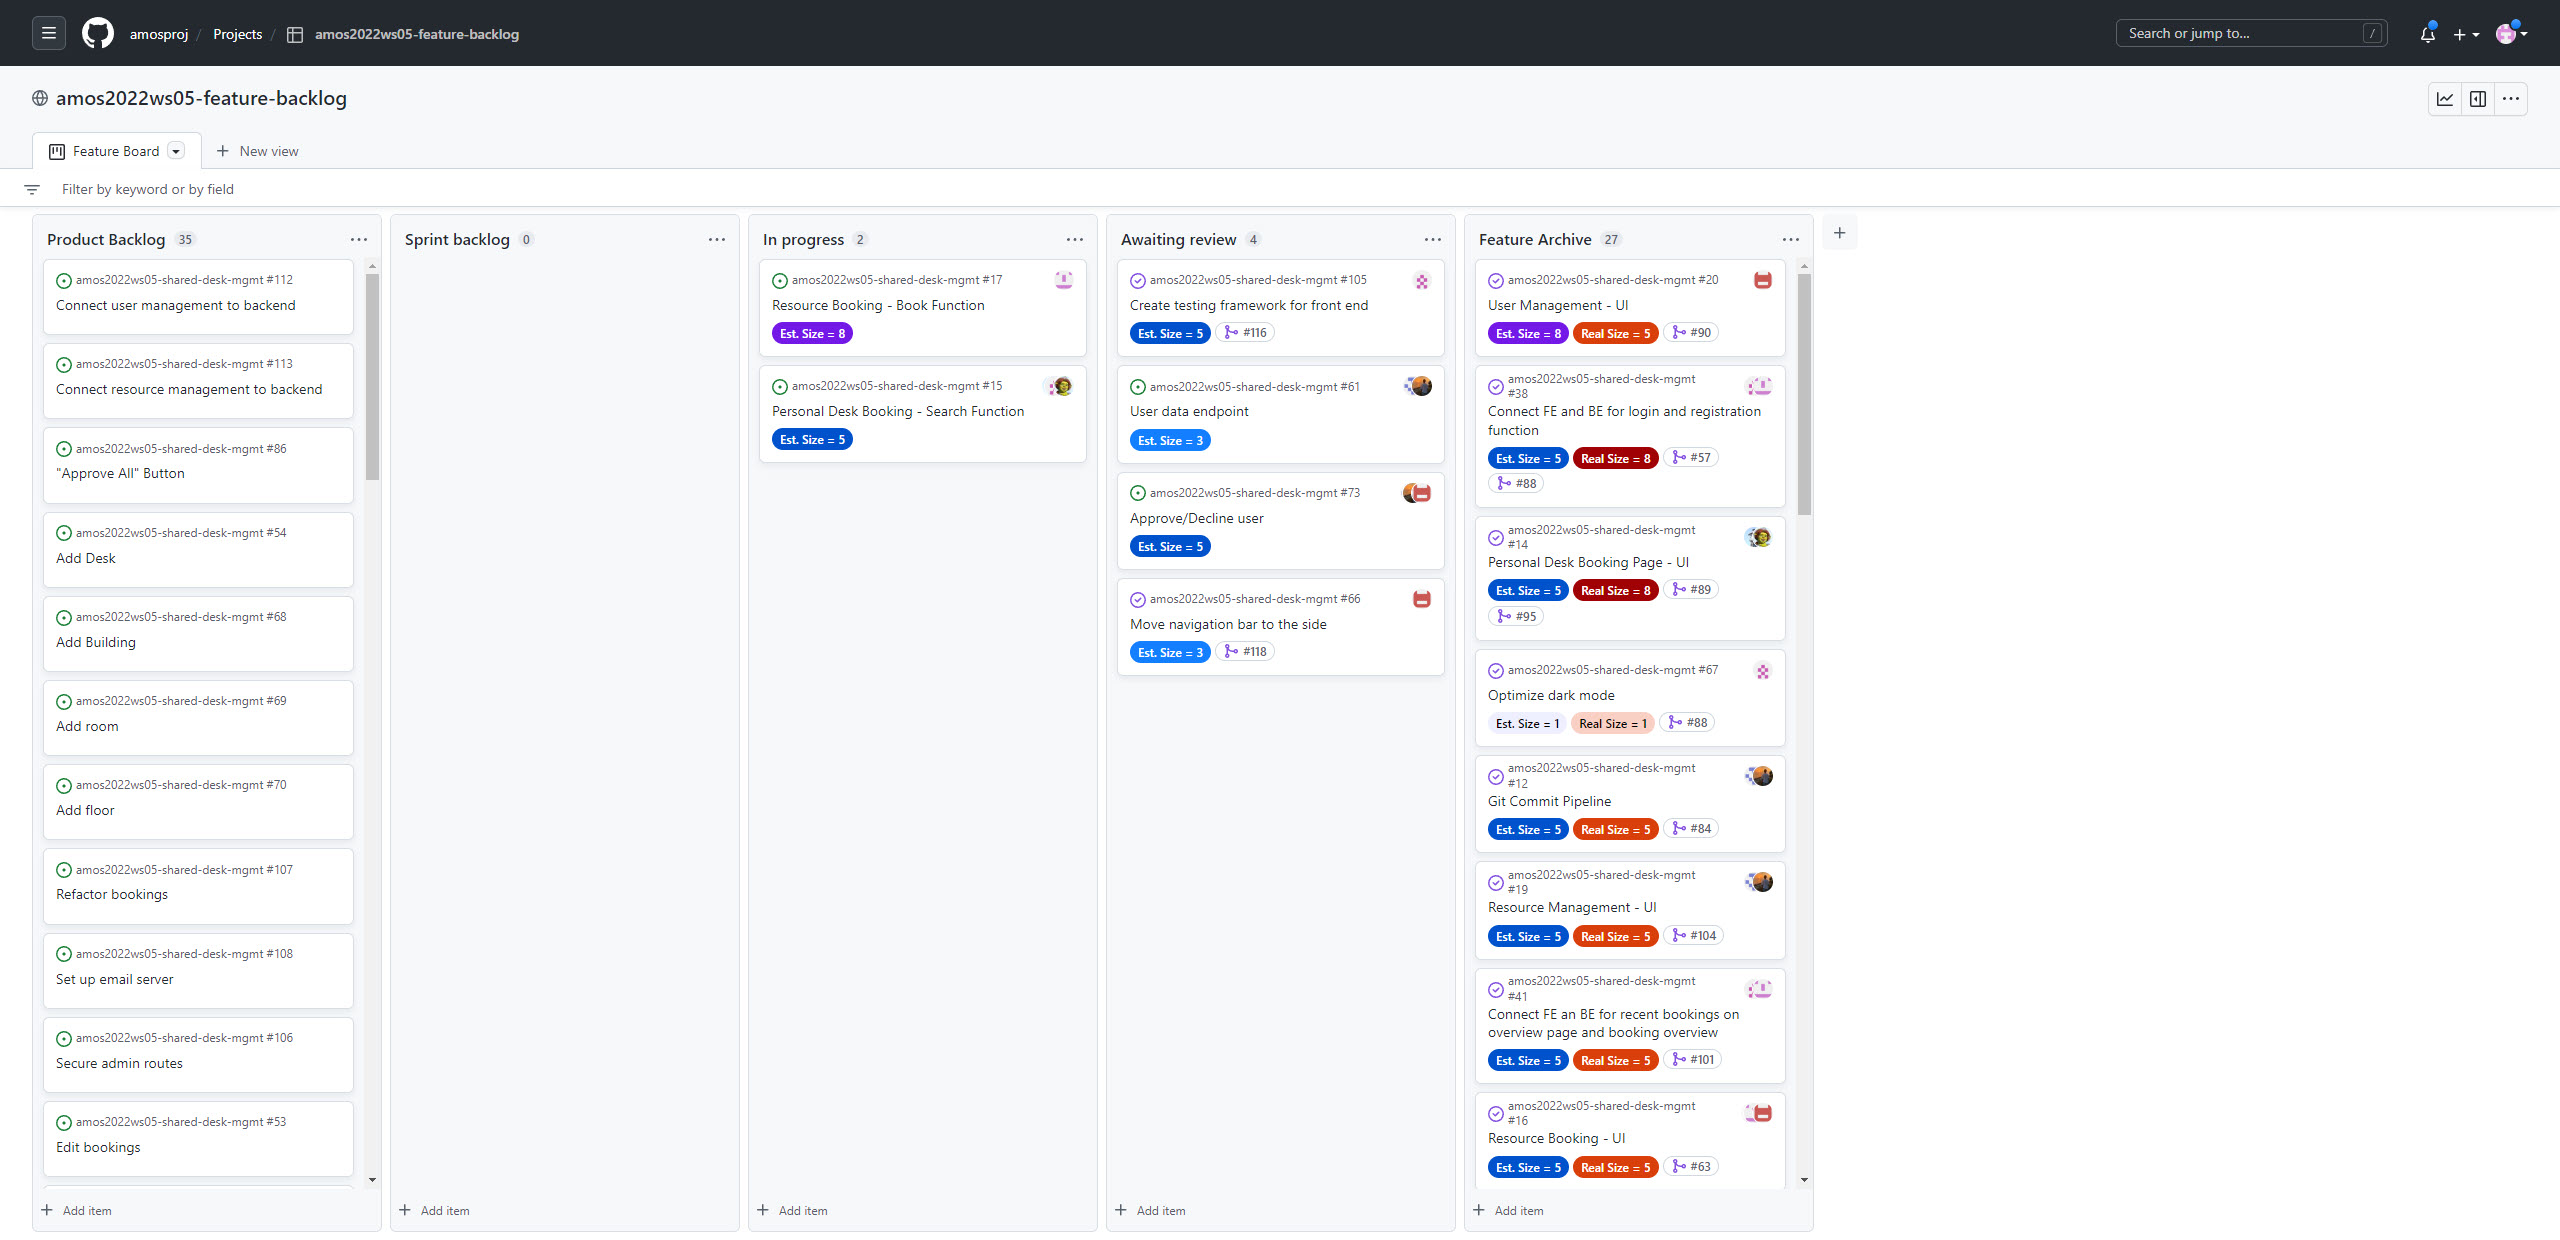 amosproj / Projects / amos2022ws05-feature-backlog
Search or jump to... /
amos2022ws05-feature-backlog
Feature Board
New view
Filter by keyword or by field
Product Backlog 35
amos2022ws05-shared-desk-mgmt #112
Connect user management to backend
amos2022ws05-shared-desk-mgmt #113
Connect resource management to backend
amos2022ws05-shared-desk-mgmt #86
"Approve All" Button
amos2022ws05-shared-desk-mgmt #54
Add Desk
amos2022ws05-shared-desk-mgmt #68
Add Building
amos2022ws05-shared-desk-mgmt #69
Add room
amos2022ws05-shared-desk-mgmt #70
Add floor
amos2022ws05-shared-desk-mgmt #107
Refactor bookings
amos2022ws05-shared-desk-mgmt #108
Set up email server
amos2022ws05-shared-desk-mgmt #106
Secure admin routes
amos2022ws05-shared-desk-mgmt #53
Edit bookings
Add item
Sprint backlog 0
Add item
In progress 2
amos2022ws05-shared-desk-mgmt #17
Resource Booking - Book Function
Est. Size = 8
amos2022ws05-shared-desk-mgmt #15
Personal Desk Booking - Search Function
Est. Size = 5
Add item
Awaiting review 4
amos2022ws05-shared-desk-mgmt #105
Create testing framework for front end
Est. Size = 5 #116
amos2022ws05-shared-desk-mgmt #61
User data endpoint
Est. Size = 3
amos2022ws05-shared-desk-mgmt #73
Approve/Decline user
Est. Size = 5
amos2022ws05-shared-desk-mgmt #66
Move navigation bar to the side
Est. Size = 3 #118
Add item
Feature Archive 27
amos2022ws05-shared-desk-mgmt #20
User Management - UI
Est. Size = 8 Real Size = 5 #90
amos2022ws05-shared-desk-mgmt
#38
Connect FE and BE for login and registration
function
Est. Size = 5 Real Size = 8 #57
#88
amos2022ws05-shared-desk-mgmt
#14
Personal Desk Booking Page - UI
Est. Size = 5 Real Size = 8 #89
#95
amos2022ws05-shared-desk-mgmt #67
Optimize dark mode
Est. Size = 1 Real Size = 1 #88
amos2022ws05-shared-desk-mgmt
#12
Git Commit Pipeline
Est. Size = 5 Real Size = 5 #84
amos2022ws05-shared-desk-mgmt
#19
Resource Management - UI
Est. Size = 5 Real Size = 5 #104
amos2022ws05-shared-desk-mgmt
#41
Connect FE an BE for recent bookings on
overview page and booking overview
Est. Size = 5 Real Size = 5 #101
amos2022ws05-shared-desk-mgmt
#16
Resource Booking - UI
Est. Size = 5 Real Size = 5 #63
Add item